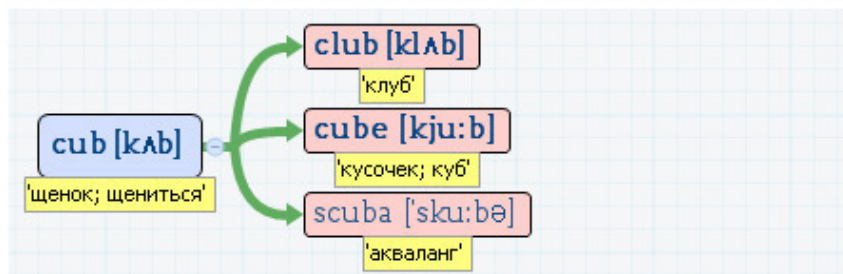 club [klʌb]
'клуб'
cub [kʌb]
'щенок; щениться'
cube [kju:b]
'кусочек; куб'
scuba ['sku:bə]
'акваланг'